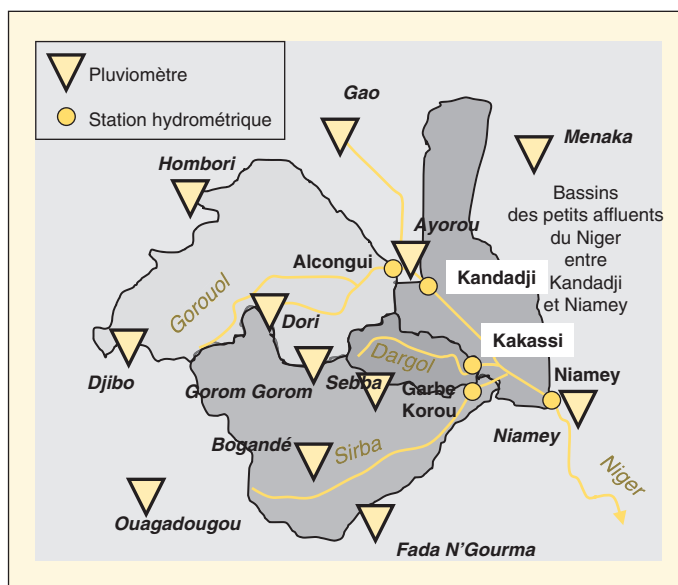 Pluviomètre
Station hydrométrique
Gao
Menaka
Hombori
Bassins
des petits affluents
du Niger
entre
Kandadji
et Niamey
Ayorou
Alcongui
Kandadji
Gorouol
Dori
Kakassi
Djibo
Gorom Gorom
Sebba
Dargol
Garbe
Korou
Niamey
Niamey
Bogandé
Sirba
Niger
Ouagadougou
Fada N'Gourma